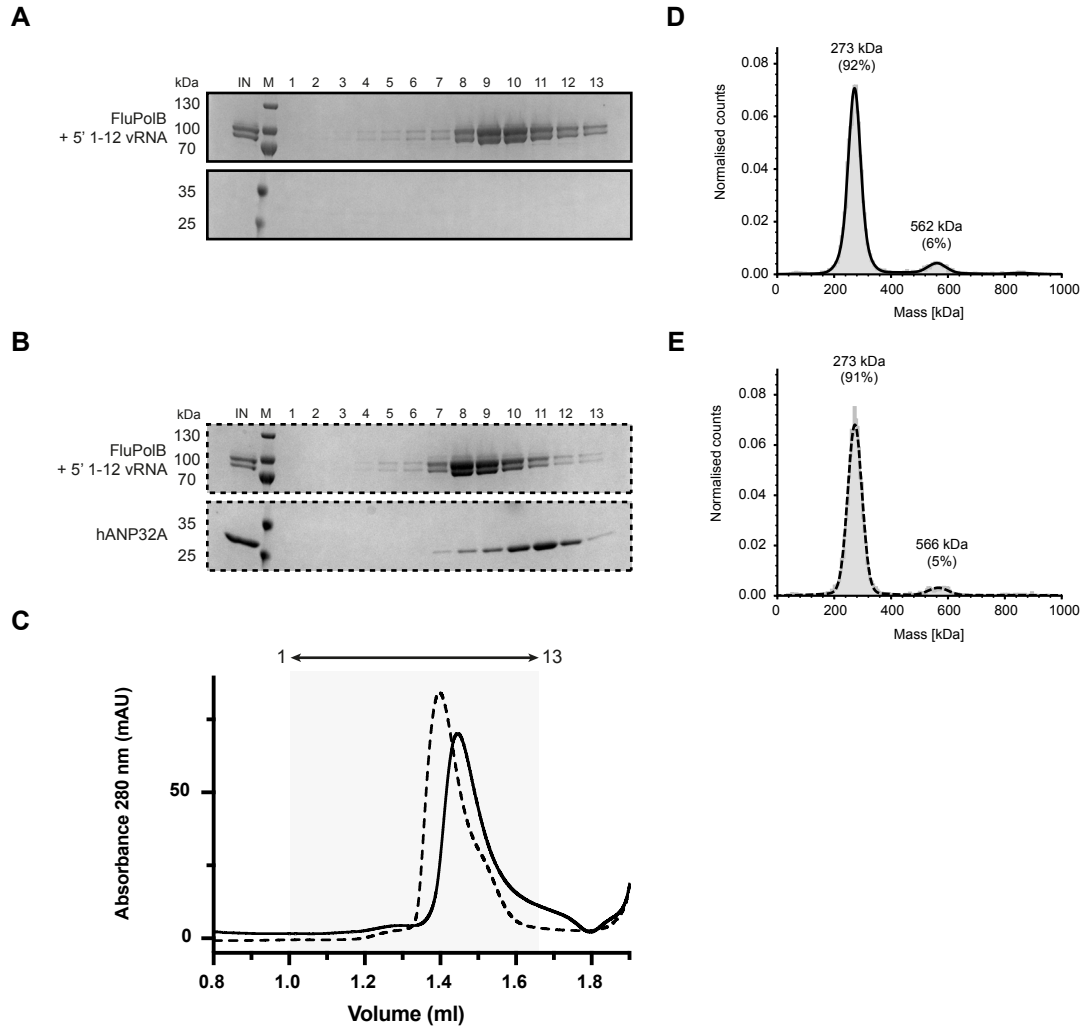 A
kDa IN M 1 2 3 4 5 6 7 8 9 10 11 12 13
130
FluPolB
+ 5’ 1-12 vRNA
100
70
35
25
B
kDa IN M 1 2 3 4 5 6 7 8 9 10 11 12 13
130
FluPolB
+ 5’ 1-12 vRNA
100
70
hANP32A
35
25
C
1 13
Absorbance 280 nm (mAU)
50
0
0.8 1.0 1.2 1.4 1.6 1.8
Volume (ml)
D
273 kDa
(92%)
562 kDa
(6%)
Normalised counts
0.08
0.06
0.04
0.02
0.00
0 200 400 600 800 1000
Mass [kDa]
E
273 kDa
(91%)
566 kDa
(5%)
Normalised counts
0.08
0.06
0.04
0.02
0.00
0 200 400 600 800 1000
Mass [kDa]